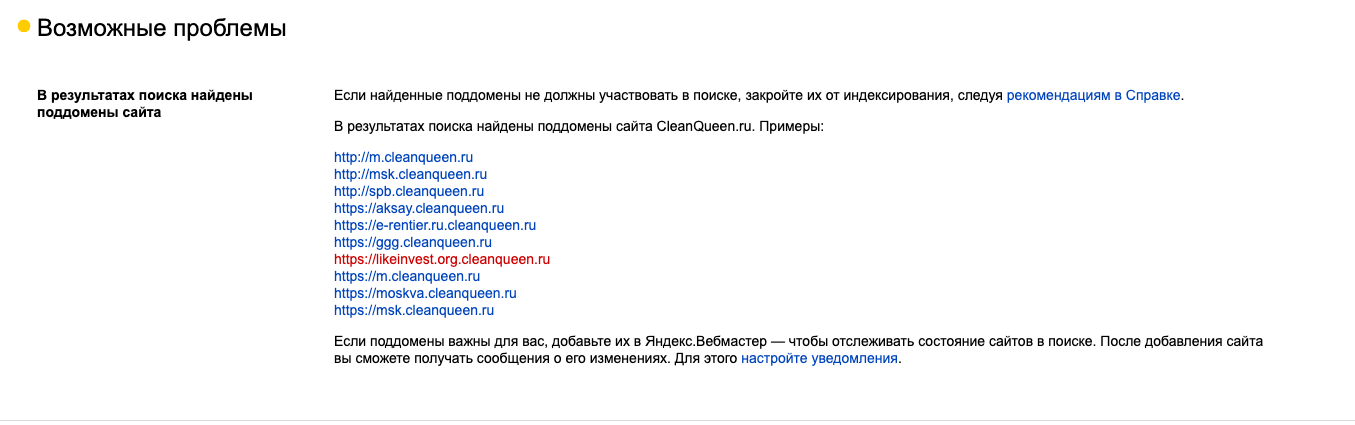 Возможные проблемы
В результатах поиска найдены
поддомены сайта
Если найденные поддомены не должны участвовать в поиске, закройте их от индексирования, следуя рекомендациям в Справке.
В результатах поиска найдены поддомены сайта CleanQueen.ru. Примеры:
http://m.cleanqueen.ru
http://msk.cleanqueen.ru
http://spb.cleanqueen.ru
https://aksay.cleanqueen.ru
https://e-rentier.ru.cleanqueen.ru
https://ggg.cleanqueen.ru
https://likeinvest.org.cleanqueen.ru
https://m.cleanqueen.ru
https://moskva.cleanqueen.ru
https://msk.cleanqueen.ru
Если поддомены важны для вас, добавьте их в Яндекс.Вебмастер — чтобы отслеживать состояние сайтов в поиске. После добавления сайта
вы сможете получать сообщения о его изменениях. Для этого настройте уведомления.